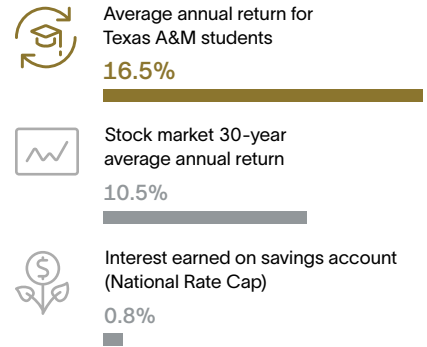 Average annual return for
Texas A&M students
16.5%
Stock market 30-year
average annual return
10.5%
$
Interest earned on savings account
(National Rate Cap)
0.8%